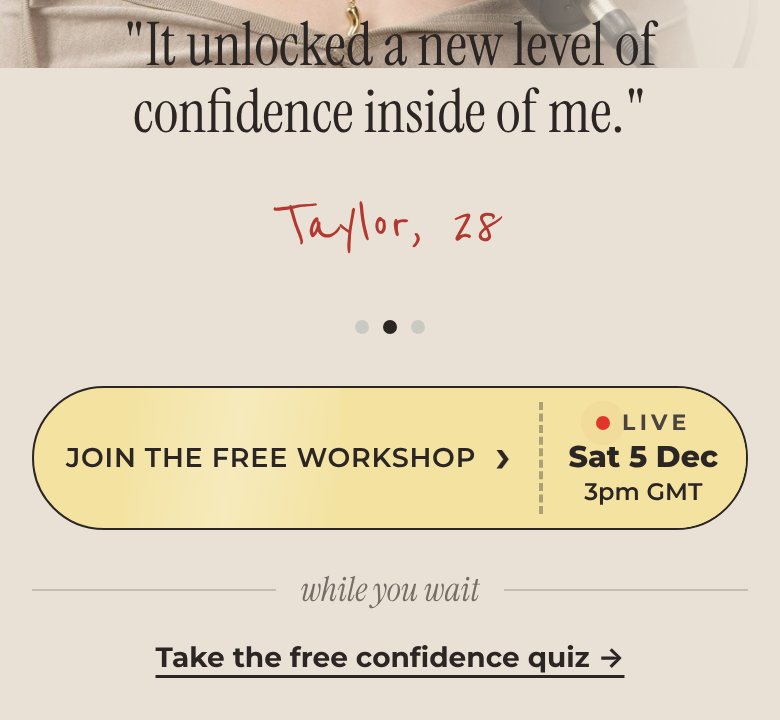 "It unlocked a new level of
confidence inside of me."
Taylor, 28
JOIN THE FREE WORKSHOP ›
LIVE
Sat 5 Dec
3pm GMT
while you wait
Take the free confidence quiz →